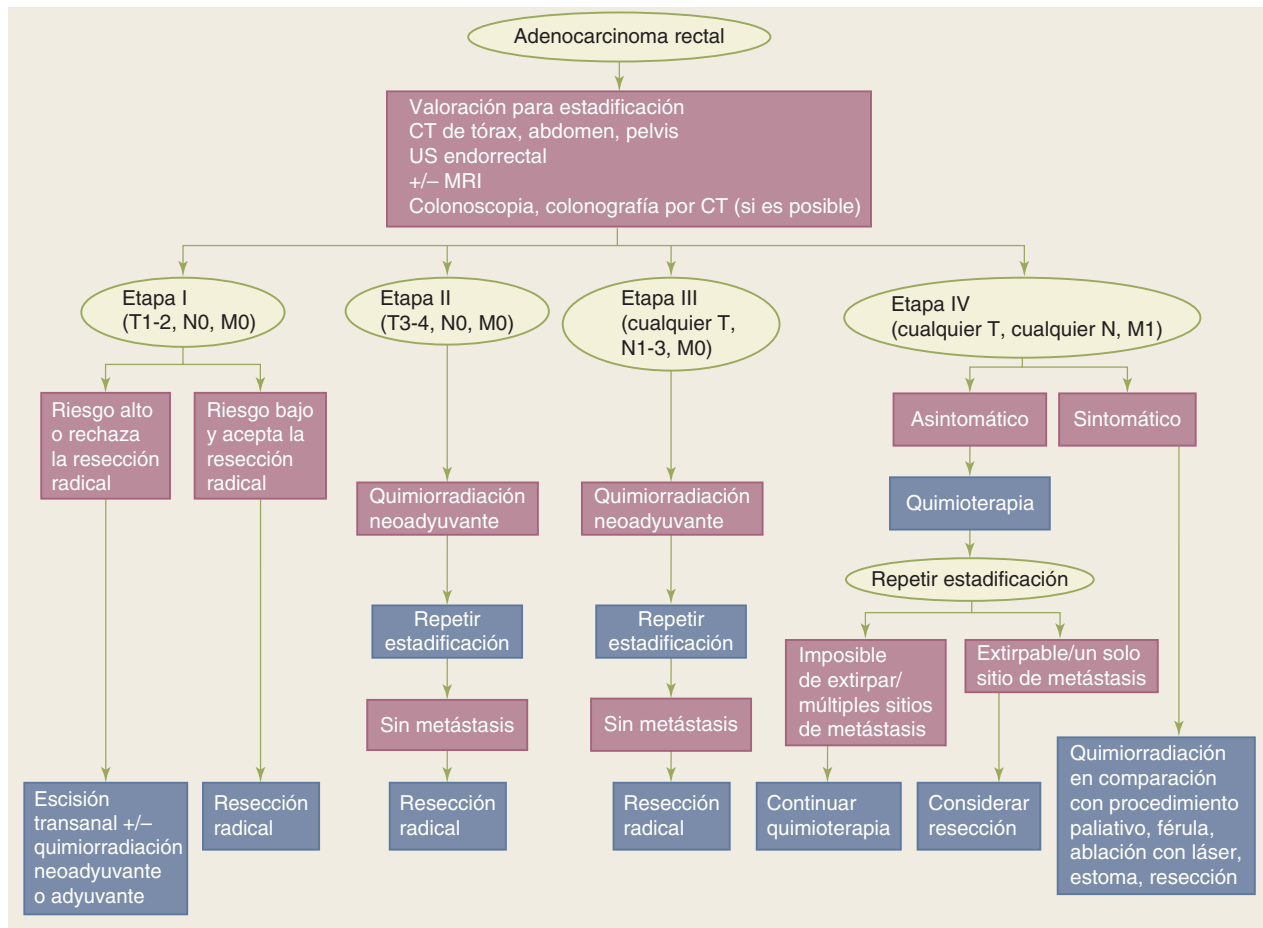 Adenocarcinoma rectal
Valoración para estadificación
CT de tórax, abdomen, pelvis
US endorrectal
+/– MRI
Colonoscopia, colonografía por CT (si es posible)
Etapa I
(T1-2, N0, M0)
Etapa II
(T3-4, N0, M0)
Etapa III
(cualquier T,
N1-3, M0)
Etapa IV
(cualquier T, cualquier N, M1)
Riesgo alto
o rechaza
la resección
radical
Riesgo bajo
y acepta la
resección
radical
Asintomático
Sintomático
Quimiorradiación
neoadyuvante
Quimiorradiación
neoadyuvante
Quimioterapia
Repetir estadificación
Repetir
estadificación
Repetir
estadificación
Imposible
de extirpar/
múltiples sitios
de metástasis
Extirpable/un solo
sitio de metástasis
Sin metástasis
Sin metástasis
Escisión
transanal +/–
quimiorradiación
neoadyuvante
o adyuvante
Resección
radical
Resección
radical
Resección
radical
Continuar
quimioterapia
Considerar
resección
Quimiorradiación
en comparación
con procedimiento
paliativo, férula,
ablación con láser,
estoma, resección